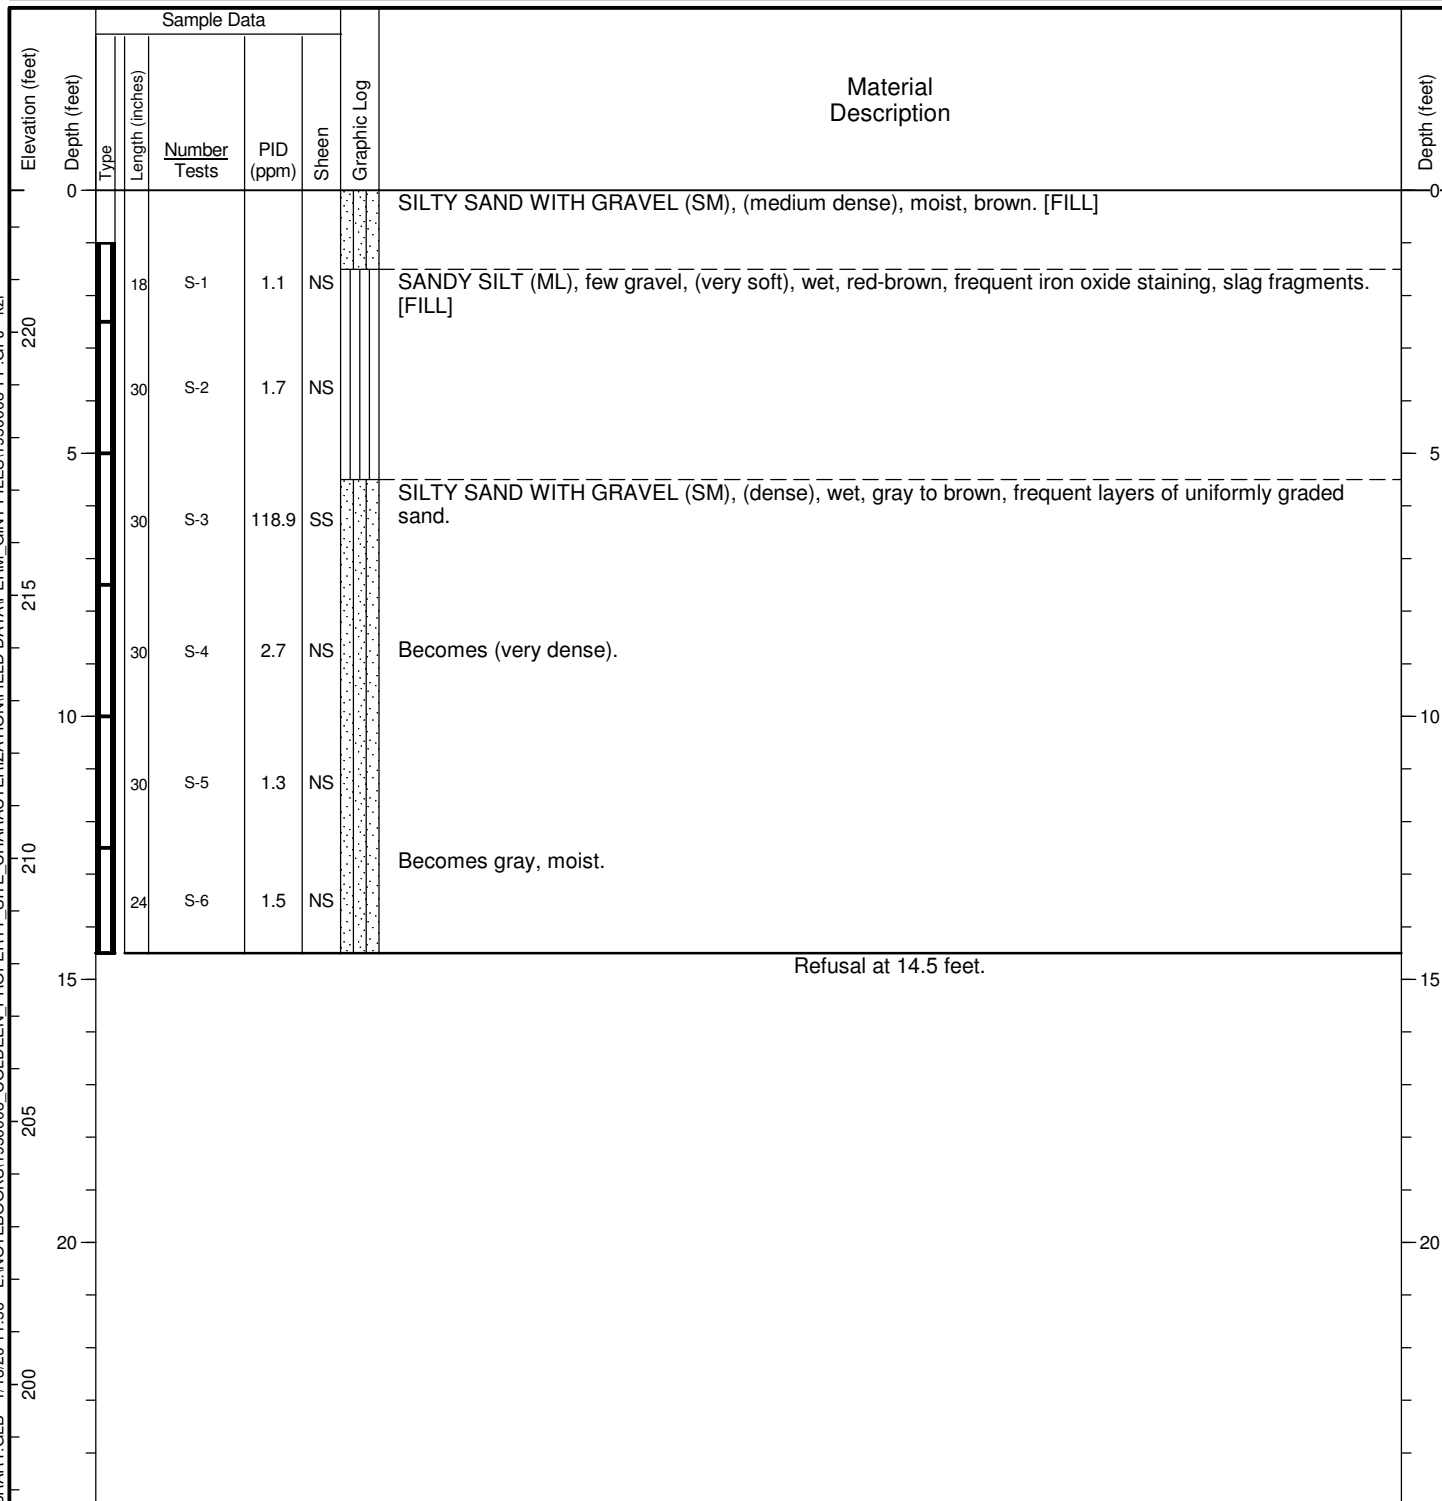 Sample Data
Elevation (feet)
Depth (feet)
Type
Length (inches)
Number
Tests
PID
(ppm)
Sheen
Graphic Log
Material
Description
Depth (feet)
0
SILTY SAND WITH GRAVEL (SM), (medium dense), moist, brown. [FILL]
0
18 S-1 1.1 NS
SANDY SILT (ML), few gravel, (very soft), wet, red-brown, frequent iron oxide staining, slag fragments.
[FILL]
220
30 S-2 1.7 NS
5
5
SILTY SAND WITH GRAVEL (SM), (dense), wet, gray to brown, frequent layers of uniformly graded
sand.
30 S-3 118.9 SS
215
30 S-4 2.7 NS
Becomes (very dense).
10
10
30 S-5 1.3 NS
210
Becomes gray, moist.
24 S-6 1.5 NS
Refusal at 14.5 feet.
15
15
205
20
20
200